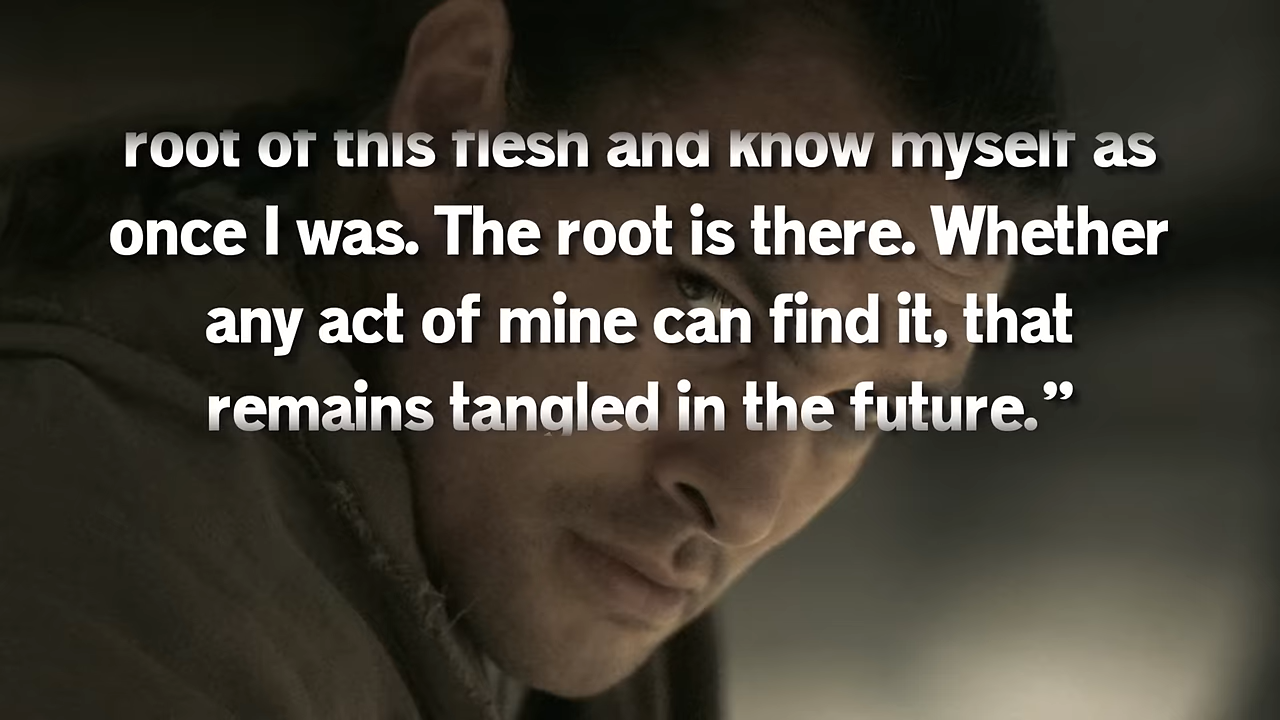 root of this flesh and know myself as
once I was. The root is there. Whether
any act of mine can find it, that
remains tangled in the future.”